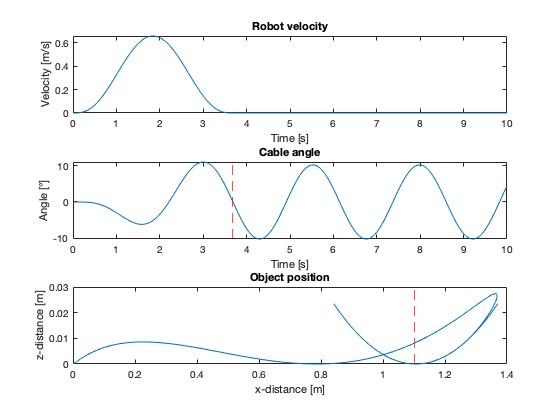 Robot velocity
Velocity [m/s]
0.6
0.4
0.2
0
0 1 2 3 4 5 6 7 8 9 10
Time [s]
Cable angle
Angle [°]
10
0
-10
0 1 2 3 4 5 6 7 8 9 10
Time [s]
Object position
z-distance [m]
0.03
0.02
0.01
0
0 0.2 0.4 0.6 0.8 1 1.2 1.4
x-distance [m]